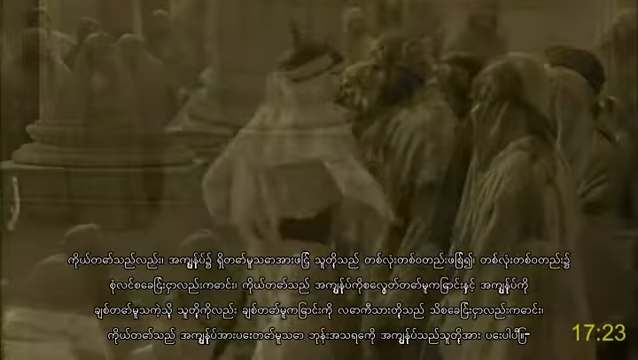 ကိုယ်တော်သည်လည်း၊ အကျွန်ုပ်၌ ရှိတော်မူသောအားဖြင့် သူတို့သည် တစ်လုံးတစ်ဝတည်းဖြစ်၍၊ တစ်လုံးတစ်ဝတည်း၌
စုံလင်စေခြင်းငှာလည်းကောင်း၊ ကိုယ်တော်သည် အကျွန်ုပ်ကိုစေလွှတ်တော်မူကြောင်းနှင့် အကျွန်ုပ်ကို
ချစ်တော်မူသကဲ့သို့ သူတို့ကိုလည်း ချစ်တော်မူကြောင်းကို လောကီသားတို့သည် သိစေခြင်းငှာလည်းကောင်း၊
ကိုယ်တော်သည် အကျွန်ုပ်အားပေးတော်မူသော ဘုန်းအသရေကို အကျွန်ုပ်သည်သူတို့အား ပေးပါပြီ။-
17:23